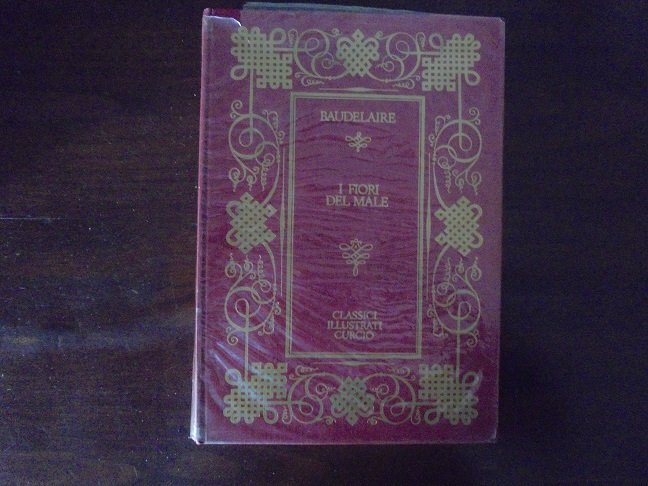 BAUDELAIRE
I FIORI
DEL MALE
CLASSICI
ILLUSTRATI
CURCIO